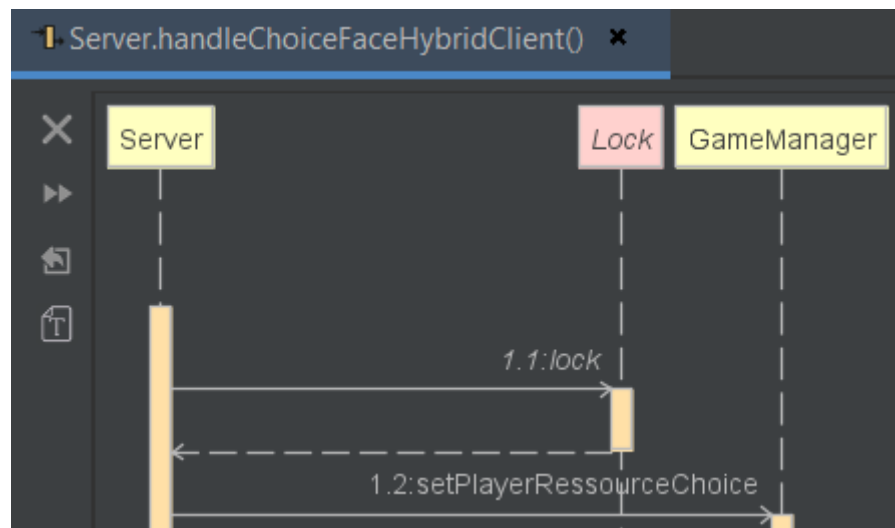 Server.handleChoiceFaceHybridClient()
Server
Lock
GameManager
1.1:lock
1.2:setPlayerRessourceChoice
T